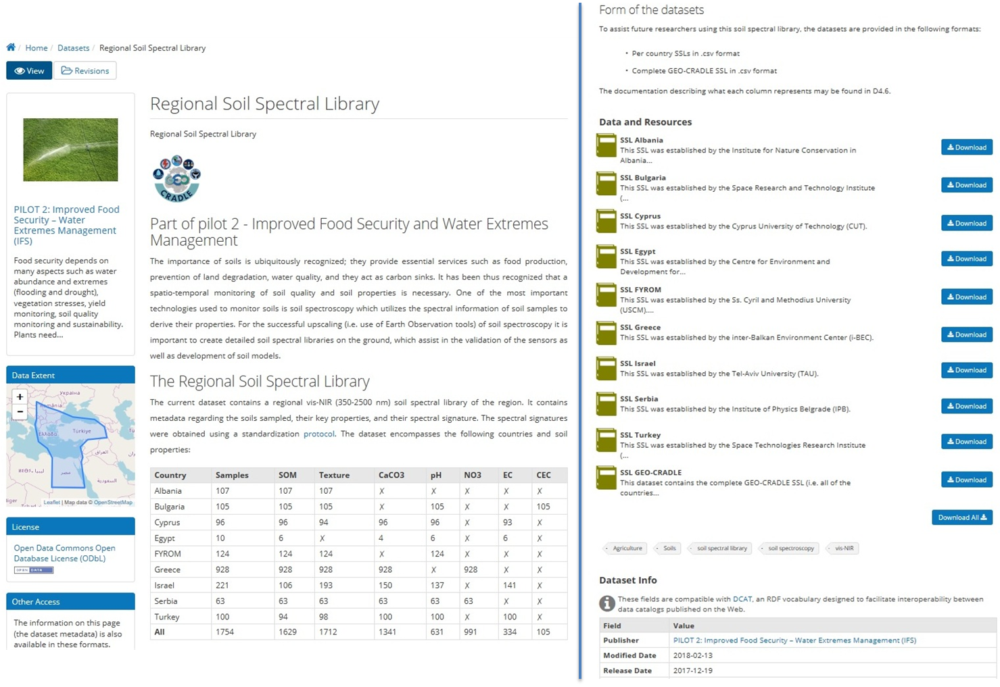 Home / Datasets / Regional Soil Spectral Library
View
Revisions
PILOT 2: Improved Food
Security – Water
Extremes Management
(IFS)
Food security depends on
many aspects such as water
abundance and extremes
(flooding and drought),
vegetation stresses, yield
monitoring, soil quality
monitoring and sustainability.
Plants need...
Data Extent
+
−
Україна
România
Ελλάδα
Türkiye
العراق
ليبيا
مصر
السعودية
Leaflet | Map data © OpenStreetMap
License
Open Data Commons Open
Database License (ODbL)
OPEN DATA
Other Access
The information on this page
(the dataset metadata) is also
available in these formats.
Regional Soil Spectral Library
Regional Soil Spectral Library
GEO
CRADLE
Part of pilot 2 - Improved Food Security and Water Extremes
Management
The importance of soils is ubiquitously recognized; they provide essential services such as food production,
prevention of land degradation, water quality, and they act as carbon sinks. It has been thus recognized that a
spatio-temporal monitoring of soil quality and soil properties is necessary. One of the most important
technologies used to monitor soils is soil spectroscopy which utilizes the spectral information of soil samples to
derive their properties. For the successful upscaling (i.e. use of Earth Observation tools) of soil spectroscopy it is
important to create detailed soil spectral libraries on the ground, which assist in the validation of the sensors as
well as development of soil models.
The Regional Soil Spectral Library
The current dataset contains a regional vis-NIR (350-2500 nm) soil spectral library of the region. It contains
metadata regarding the soils sampled, their key properties, and their spectral signature. The spectral signatures
were obtained using a standardization protocol. The dataset encompasses the following countries and soil
properties:
Country Samples SOM Texture CaCO3 pH NO3 EC CEC
Albania 107 107 107 X X X X X
Bulgaria 105 105 105 X 105 X X 105
Cyprus 96 96 94 96 96 X 93 X
Egypt 10 6 X 4 6 X 6 X
FYROM 124 124 124 X 124 X X X
Greece 928 928 928 928 X 928 X X
Israel 221 106 193 150 137 X 141 X
Serbia 63 63 63 63 63 63 X X
Turkey 100 94 98 100 100 X 100 X
All 1754 1629 1712 1341 631 991 334 105
Form of the datasets
To assist future researchers using this soil spectral library, the datasets are provided in the following formats:
• Per country SSLs in .csv format
• Complete GEO-CRADLE SSL in .csv format
The documentation describing what each column represents may be found in D4.6.
Data and Resources
SSL Albania
This SSL was established by the Institute for Nature Conservation in
Albania...
Download
SSL Bulgaria
This SSL was established by the Space Research and Technology Institute
(...
Download
SSL Cyprus
This SSL was established by the Cyprus University of Technology (CUT).
Download
SSL Egypt
This SSL was established by the Centre for Environment and
Development for...
Download
SSL FYROM
This SSL was established by the Ss. Cyril and Methodius University
(USCM)....
Download
SSL Greece
This SSL was established by the inter-Balkan Environment Center (i-BEC).
Download
SSL Israel
This SSL was established by the Tel-Aviv University (TAU).
Download
SSL Serbia
This SSL was established by the Institute of Physics Belgrade (IPB).
Download
SSL Turkey
This SSL was established by the Space Technologies Research Institute
(...
Download
SSL GEO-CRADLE
This dataset contains the complete GEO-CRADLE SSL (i.e. all of the
countries...
Download
Download All
Agriculture Soils soil spectral library soil spectroscopy vis-NIR
Dataset Info
These fields are compatible with DCAT, an RDF vocabulary designed to facilitate interoperability between
data catalogs published on the Web.
Field Value
Publisher PILOT 2: Improved Food Security – Water Extremes Management (IFS)
Modified Date 2018-02-13
Release Date 2017-12-19